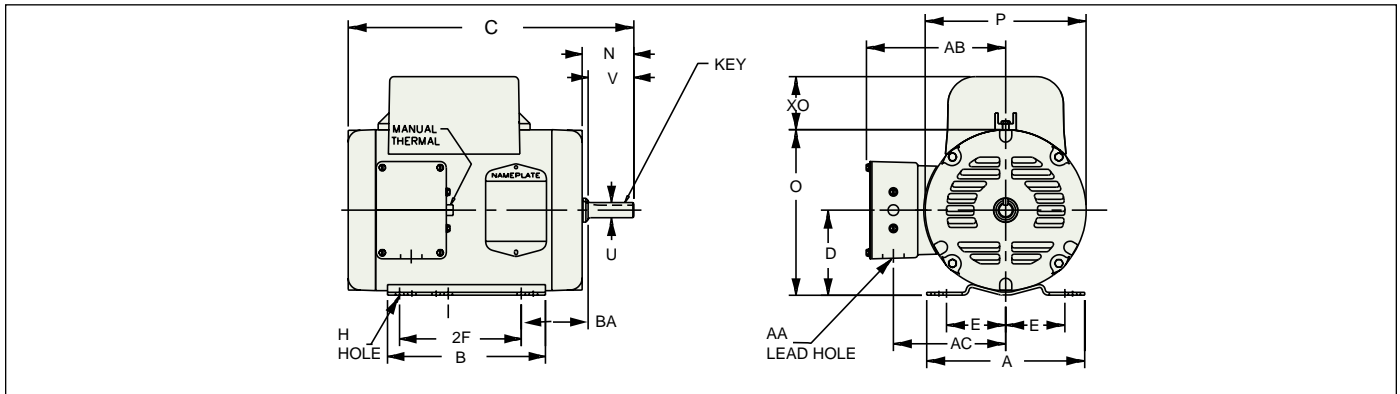 C
N
V
KEY
MANUAL
THERMAL
NAMEPLATE
U
H
HOLE
2F
B
BA
P
AB
XO
O
D
E
E
AA
LEAD HOLE
AC
A